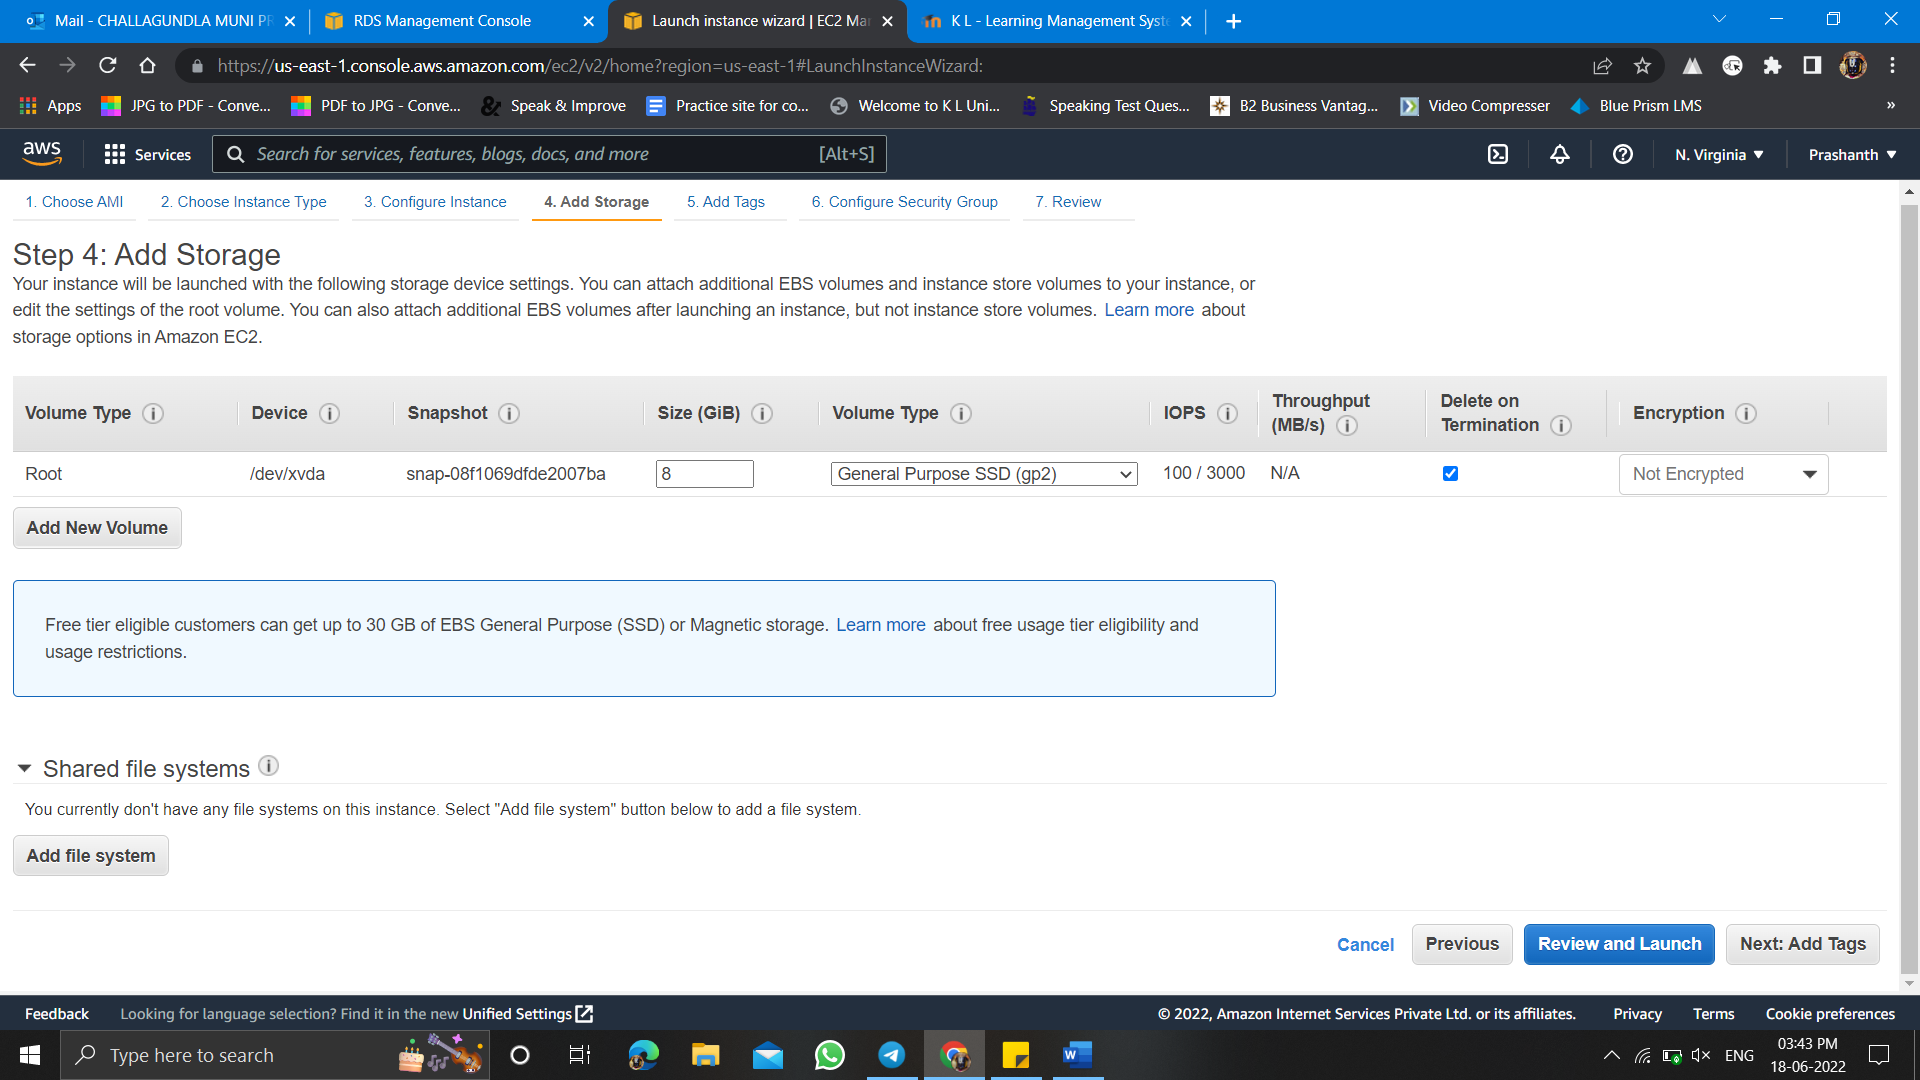 Mail - CHALLAGUNDLA MUNI PR
RDS Management Console
Launch instance wizard | EC2 Ma
K L - Learning Management Syst
https://us-east-1.console.aws.amazon.com/ec2/v2/home?region=us-east-1#LaunchInstanceWizard:
Apps
JPG to PDF - Conve...
PDF to JPG - Conve...
Speak & Improve
Practice site for co...
Welcome to K L Uni...
Speaking Test Ques...
B2 Business Vantag...
Video Compresser
Blue Prism LMS
»
aws
Services
Search for services, features, blogs, docs, and more
[Alt+S]
N. Virginia
Prashanth
1. Choose AMI
2. Choose Instance Type
3. Configure Instance
4. Add Storage
5. Add Tags
6. Configure Security Group
7. Review
Step 4: Add Storage
Your instance will be launched with the following storage device settings. You can attach additional EBS volumes and instance store volumes to your instance, or
edit the settings of the root volume. You can also attach additional EBS volumes after launching an instance, but not instance store volumes. Learn more about
storage options in Amazon EC2.
Volume Type
Device
Snapshot
Size (GiB)
Volume Type
IOPS
Throughput
(MB/s)
Delete on
Termination
Encryption
Root
/dev/xvda
snap-08f1069dfde2007ba
8
General Purpose SSD (gp2)
100 / 3000
N/A
Not Encrypted
Add New Volume
Free tier eligible customers can get up to 30 GB of EBS General Purpose (SSD) or Magnetic storage. Learn more about free usage tier eligibility and
usage restrictions.
Shared file systems
You currently don't have any file systems on this instance. Select "Add file system" button below to add a file system.
Add file system
Cancel
Previous
Review and Launch
Next: Add Tags
Feedback
Looking for language selection? Find it in the new Unified Settings
© 2022, Amazon Internet Services Private Ltd. or its affiliates.
Privacy
Terms
Cookie preferences
Type here to search
ENG
03:43 PM
18-06-2022